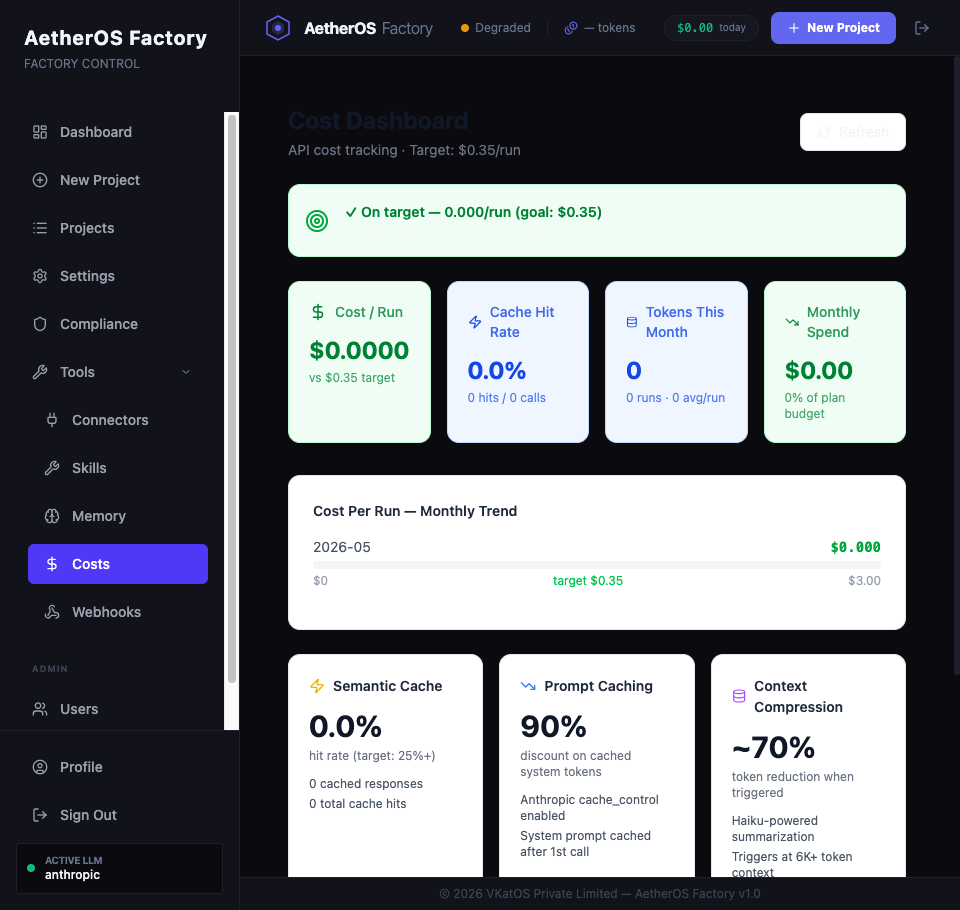 AetherOS Factory
FACTORY CONTROL
Dashboard
New Project
Projects
Settings
Compliance
Tools
Connectors
Skills
Memory
Costs
Webhooks
ADMIN
Users
Profile
Sign Out
ACTIVE LLM
anthropic
AetherOS Factory
Degraded
— tokens
$0.00 today
New Project
Cost Dashboard
API cost tracking · Target: $0.35/run
Refresh
✓ On target — 0.000/run (goal: $0.35)
Cost / Run
$0.0000
vs $0.35 target
Cache Hit
Rate
0.0%
0 hits / 0 calls
Tokens This
Month
0
0 runs · 0 avg/run
Monthly
Spend
$0.00
0% of plan
budget
Cost Per Run — Monthly Trend
2026-05
$0.000
$0
target $0.35
$3.00
Semantic Cache
0.0%
hit rate (target: 25%+)
0 cached responses
0 total cache hits
Prompt Caching
90%
discount on cached
system tokens
Anthropic cache_control
enabled
System prompt cached
after 1st call
Context
Compression
~70%
token reduction when
triggered
Haiku-powered
summarization
Triggers at 6K+ token
context
© 2026 VKatOS Private Limited — AetherOS Factory v1.0